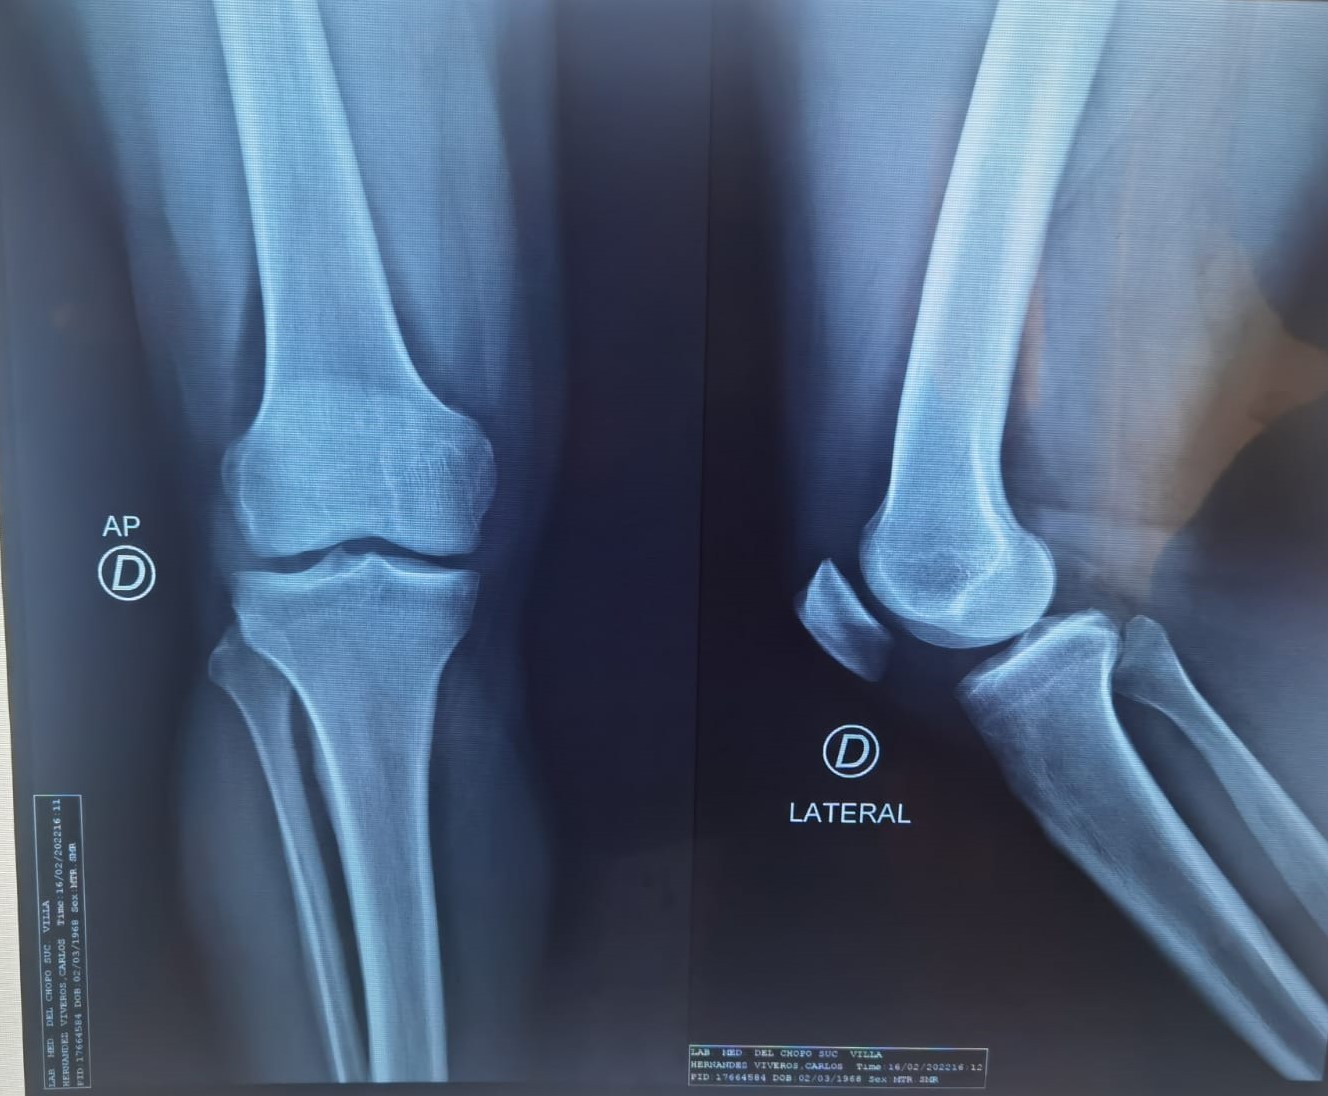 AP
D
LAB MED DEL CHOPO SUC VILLA
HERNANDES VIVEROS,CARLOS Time:16/02/202216:11
PID:17664584 DOB:02/03/1968 Sex:MTR.SMR
D
LATERAL
LAB MED DEL CHOPO SUC VILLA
HERNANDES VIVEROS,CARLOS Time:16/02/202216:12
PID:17664584 DOB:02/03/1968 Sex:MTR.SMR